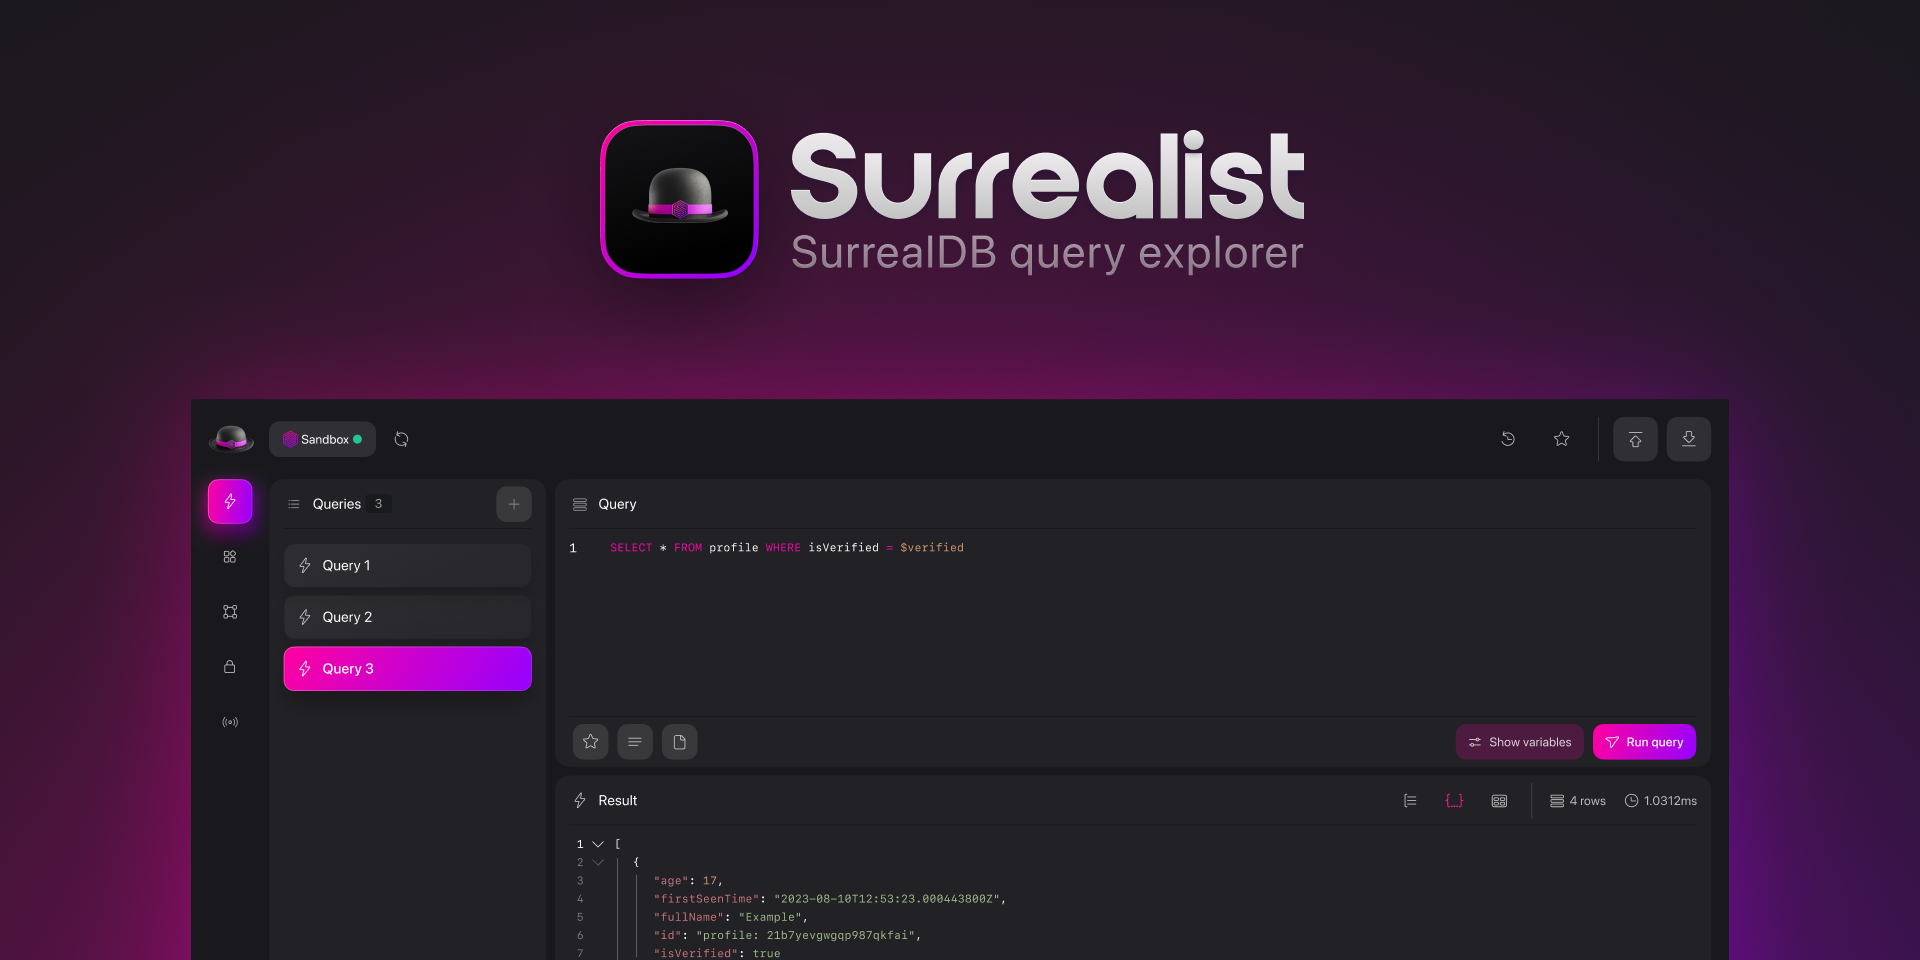 Surrealist
SurrealDB query explorer
Sandbox
Queries 3
Query 1
Query 2
Query 3
Query
1 SELECT * FROM profile WHERE isVerified = $verified
Show variables
Run query
Result
4 rows
1.0312ms
1 [
2 {
3 "age": 17,
4 "firstSeenTime": "2023-08-10T12:53:23.000443800Z",
5 "fullName": "Example",
6 "id": "profile: 21b7yevgwgqp987qkfai",
7 "isVerified": true